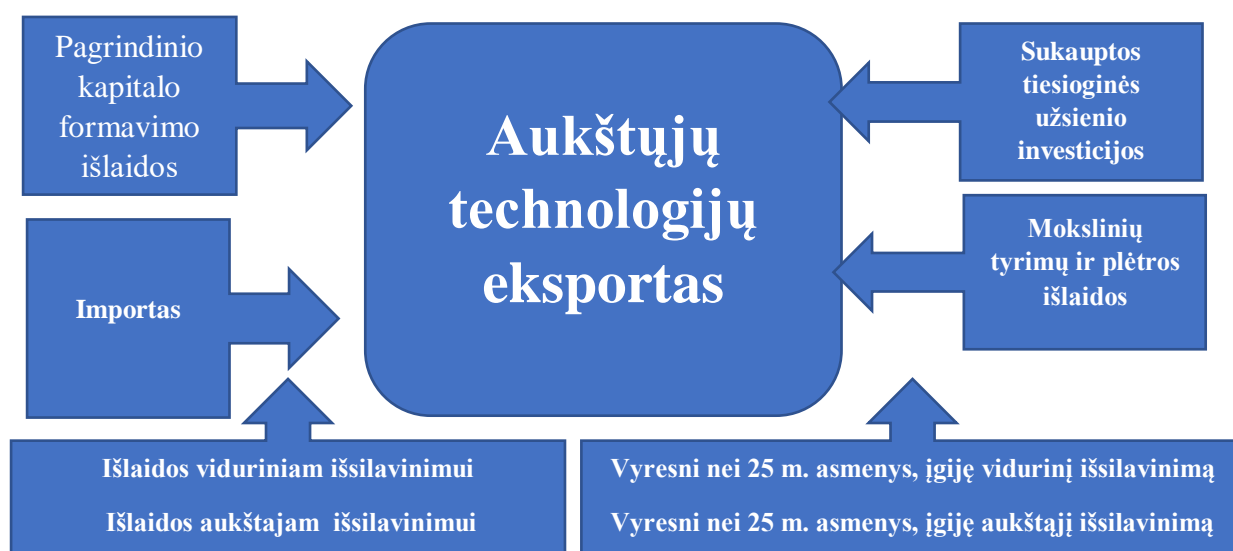 Pagrindinio
kapitalo
formavimo
išlaidos
Importas
Aukštųjų
technologijų
eksportas
Sukauptos
tiesioginės
užsienio
investicijos
Mokslinių
tyrimų ir plėtros
išlaidos
Išlaidos viduriniam išsilavinimui
Išlaidos aukštajam išsilavinimui
Vyresni nei 25 m. asmenys, įgiję vidurinį išsilavinimą
Vyresni nei 25 m. asmenys, įgiję aukštąjį išsilavinimą